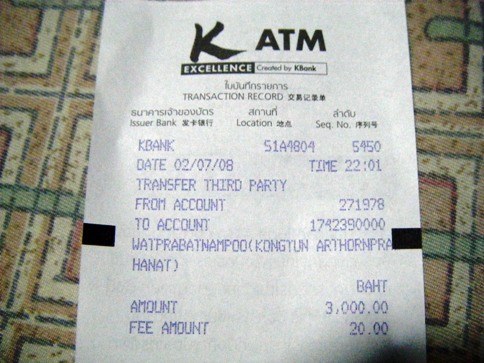 K ATM
EXCELLENCE Created by KBank
ใบบันทึกรายการ
TRANSACTION RECORD 交易记录单
ธนาคารเจ้าของบัตร สถานที่ ลำดับ
Issuer Bank 发卡银行 Location 地点 Seq. No. 序列号
KBANK 51A4804 5450
DATE 02/07/08 TIME 22:01
TRANSFER THIRD PARTY
FROM ACCOUNT 271978
TO ACCOUNT 1742390000
WATPRABATNAMPOO(KONGTUN ARTHORNPRA
HANAT)
BAHT
AMOUNT 3,000.00
FEE AMOUNT 20.00